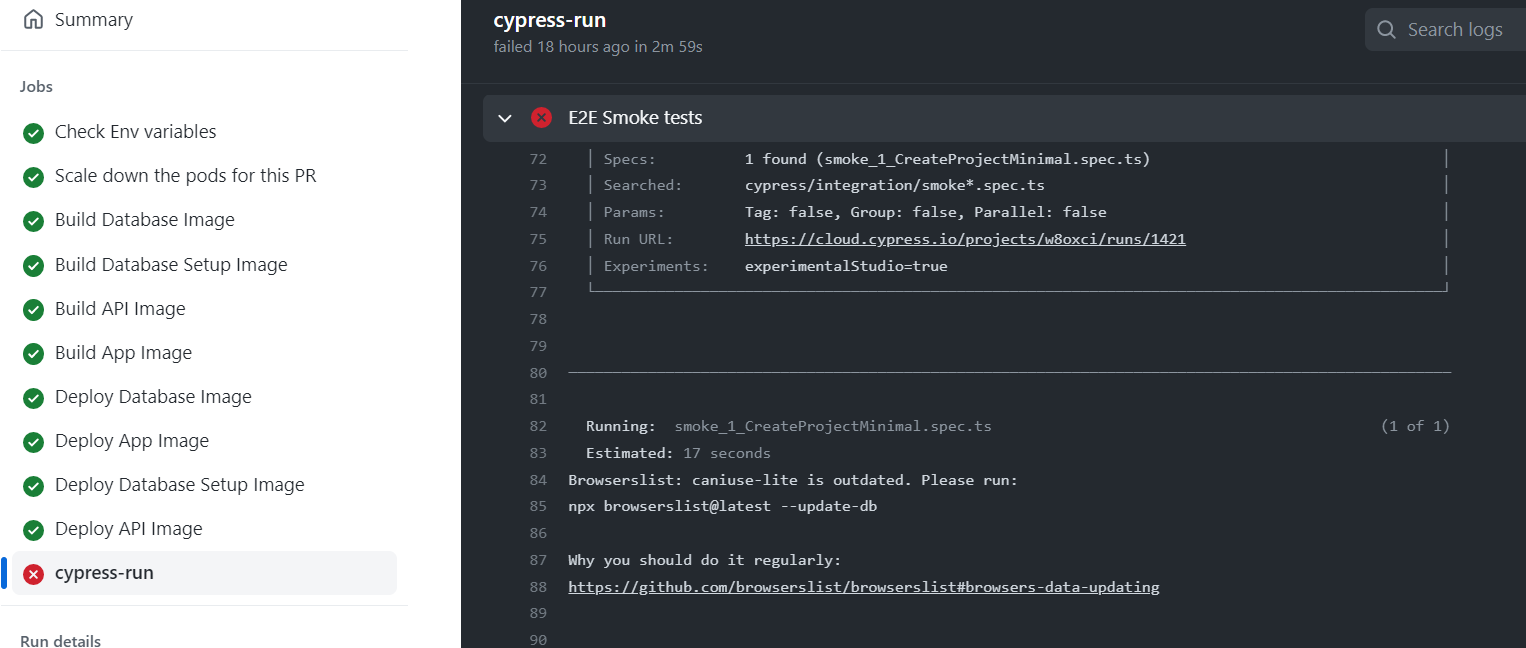 Summary
Jobs
Check Env variables
Scale down the pods for this PR
Build Database Image
Build Database Setup Image
Build API Image
Build App Image
Deploy Database Image
Deploy App Image
Deploy Database Setup Image
Deploy API Image
cypress-run
Run details
cypress-run
failed 18 hours ago in 2m 59s
Search logs
E2E Smoke tests
72 │ Specs: 1 found (smoke_1_CreateProjectMinimal.spec.ts) │
73 │ Searched: cypress/integration/smoke*.spec.ts │
74 │ Params: Tag: false, Group: false, Parallel: false │
75 │ Run URL: https://cloud.cypress.io/projects/w8oxci/runs/1421 │
76 │ Experiments: experimentalStudio=true │
77
78
79
80
81
82 Running: smoke_1_CreateProjectMinimal.spec.ts (1 of 1)
83 Estimated: 17 seconds
84 Browserslist: caniuse-lite is outdated. Please run:
85 npx browserslist@latest --update-db
86
87 Why you should do it regularly:
88 https://github.com/browserslist/browserslist#browsers-data-updating
89
90